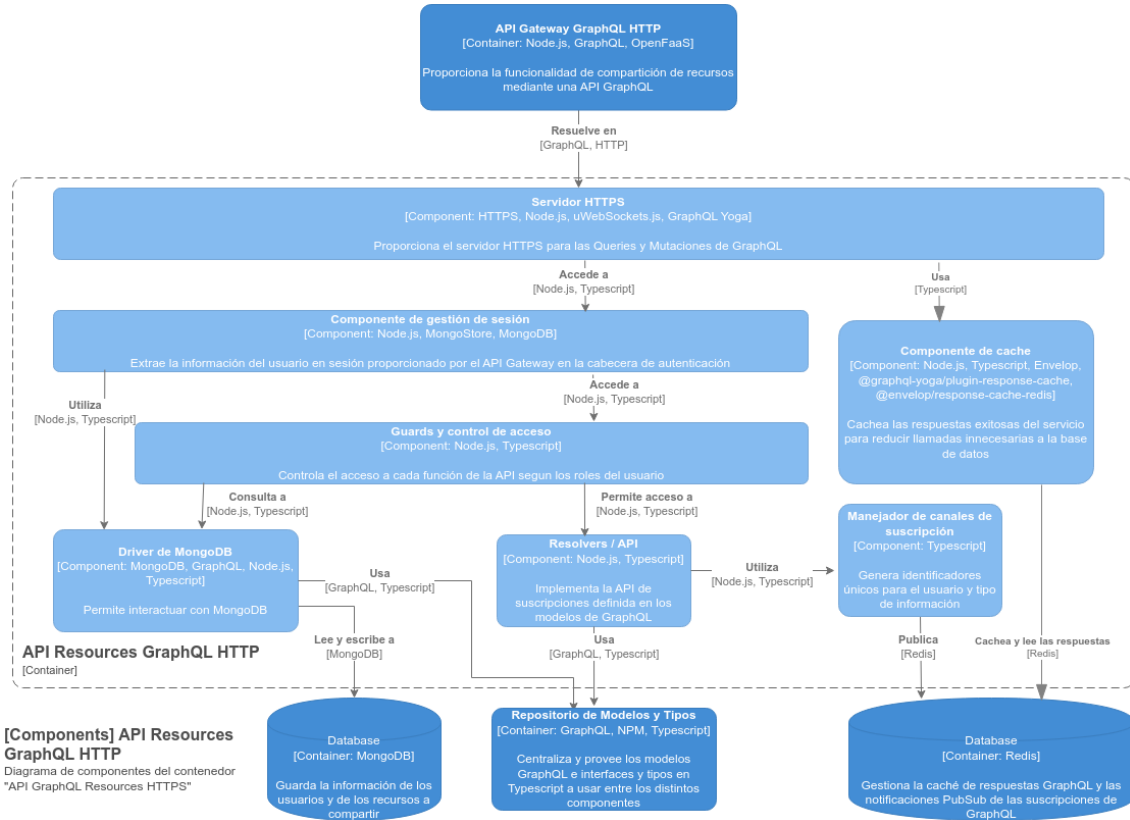 API Gateway GraphQL HTTP
[Container: Node.js, GraphQL, OpenFaaS]
Proporciona la funcionalidad de compartición de recursos
mediante una API GraphQL
Resuelve en
[GraphQL, HTTP]
Servidor HTTPS
[Component: HTTPS, Node.js, uWebSockets.js, GraphQL Yoga]
Proporciona el servidor HTTPS para las Queries y Mutaciones de GraphQL
Accede a
[Node.js, Typescript]
Usa
[Typescript]
Componente de gestión de sesión
[Component: Node.js, MongoStore, MongoDB]
Extrae la información del usuario en sesión proporcionado por el API Gateway en la cabecera de autenticación
Componente de cache
[Component: Node.js, Typescript, Envelop,
@graphql-yoga/plugin-response-cache,
@envelop/response-cache-redis]
Cachea las respuestas exitosas del servicio
para reducir llamadas innecesarias a la base
de datos
Utiliza
[Node.js, Typescript]
Accede a
[Node.js, Typescript]
Guards y control de acceso
[Component: Node.js, Typescript]
Controla el acceso a cada función de la API segun los roles del usuario
Consulta a
[Node.js, Typescript]
Permite acceso a
[Node.js, Typescript]
Driver de MongoDB
[Component: MongoDB, GraphQL, Node.js,
Typescript]
Permite interactuar con MongoDB
Usa
[GraphQL, Typescript]
Resolvers / API
[Component: Node.js, Typescript]
Implementa la API de
suscripciones definida en los
modelos de GraphQL
Utiliza
[Node.js, Typescript]
Manejador de canales de
suscripción
[Component: Typescript]
Genera identificadores
únicos para el usuario y tipo
de información
Lee y escribe a
[MongoDB]
Usa
[GraphQL, Typescript]
Publica
[Redis]
Cachea y lee las respuestas
[Redis]
API Resources GraphQL HTTP
[Container]
[Components] API Resources
GraphQL HTTP
Diagrama de componentes del contenedor
"API GraphQL Resources HTTPS"
Database
[Container: MongoDB]
Guarda la información de los
usuarios y de los recursos a
compartir
Repositorio de Modelos y Tipos
[Container: GraphQL, NPM, Typescript]
Centraliza y provee los modelos
GraphQL e interfaces y tipos en
Typescript a usar entre los distintos
componentes
Database
[Container: Redis]
Gestiona la caché de respuestas GraphQL y las
notificaciones PubSub de las suscripciones de
GraphQL